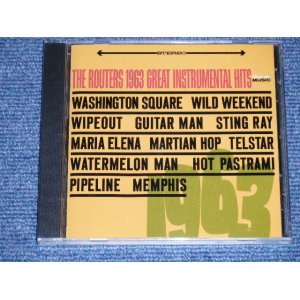 STEREO
THE ROUTERS 1963 GREAT INSTRUMENTAL HITS
MUSIC
WASHINGTON SQUARE WILD WEEKEND
WIPEOUT GUITAR MAN STING RAY
MARIA ELENA MARTIAN HOP TELSTAR
WATERMELON MAN HOT PASTRAMI
PIPELINE MEMPHIS
1963